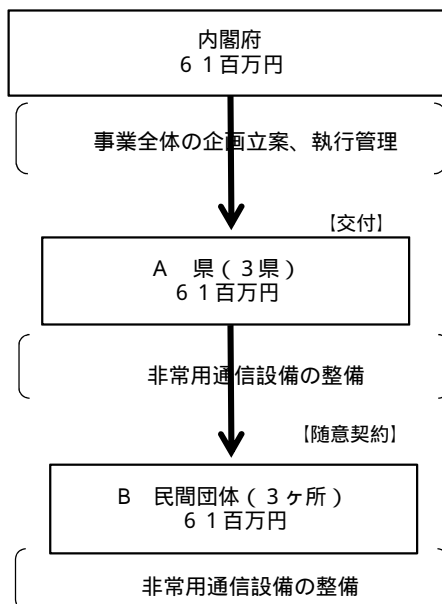 内閣府
６１百万円
事業全体の企画立案、執行管理
【交付】
A　県（３県）
６１百万円
非常用通信設備の整備
【随意契約】
B　民間団体（３ヶ所）
６１百万円
非常用通信設備の整備